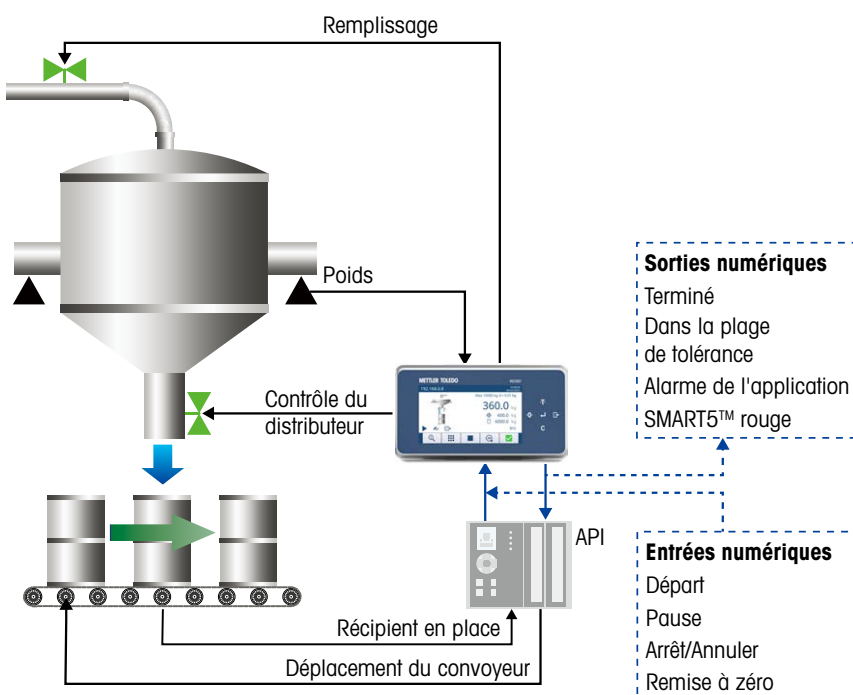 Remplissage
Poids
Contrôle du
distributeur
METTLER TOLEDO
360.0 kg
Sorties numériques
Terminé
Dans la plage
de tolérance
Alarme de l'application
SMART5™ rouge
API
Entrées numériques
Départ
Pause
Arrêt/Annuler
Remise à zéro
Récipient en place
Déplacement du convoyeur